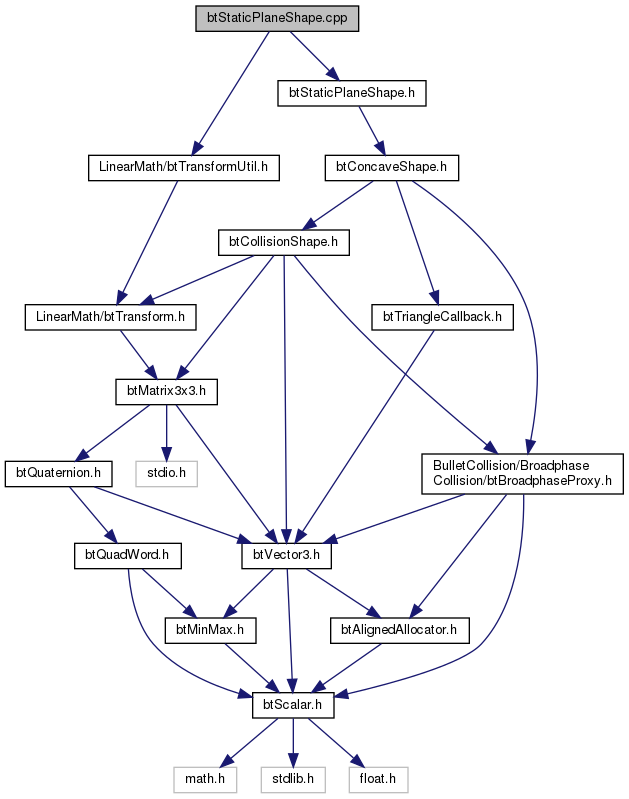 btStaticPlaneShape.cpp
btStaticPlaneShape.h
LinearMath/btTransformUtil.h
btConcaveShape.h
btCollisionShape.h
LinearMath/btTransform.h
btTriangleCallback.h
btMatrix3x3.h
btQuaternion.h
stdio.h
BulletCollision/Broadphase
Collision/btBroadphaseProxy.h
btQuadWord.h
btVector3.h
btMinMax.h
btAlignedAllocator.h
btScalar.h
math.h
stdlib.h
float.h